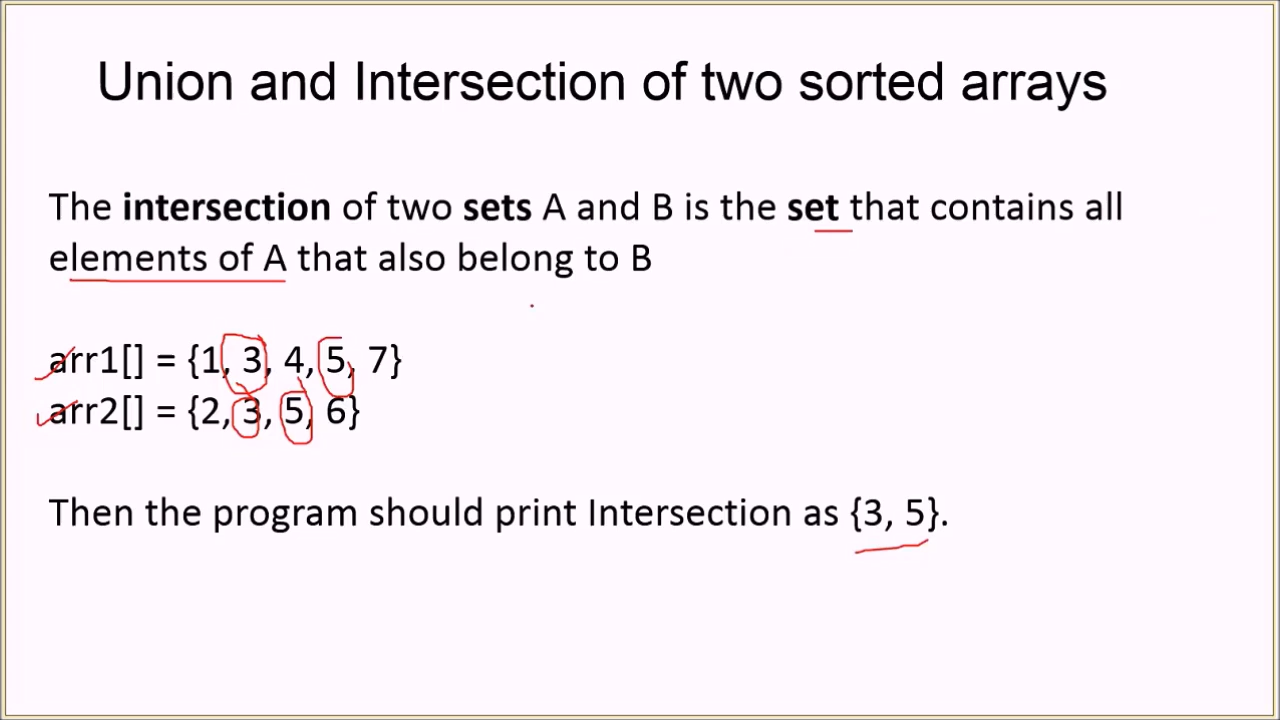 Union and Intersection of two sorted arrays
The intersection of two sets A and B is the set that contains all
elements of A that also belong to B
arr1[] = {1, 3, 4, 5, 7}
arr2[] = {2, 3, 5, 6}
Then the program should print Intersection as {3, 5}.